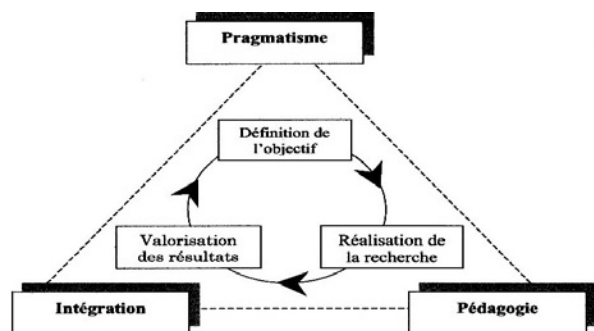 Pragmatisme
Définition de
l'objectif
Valorisation
des résultats
Réalisation de
la recherche
Intégration
Pédagogie